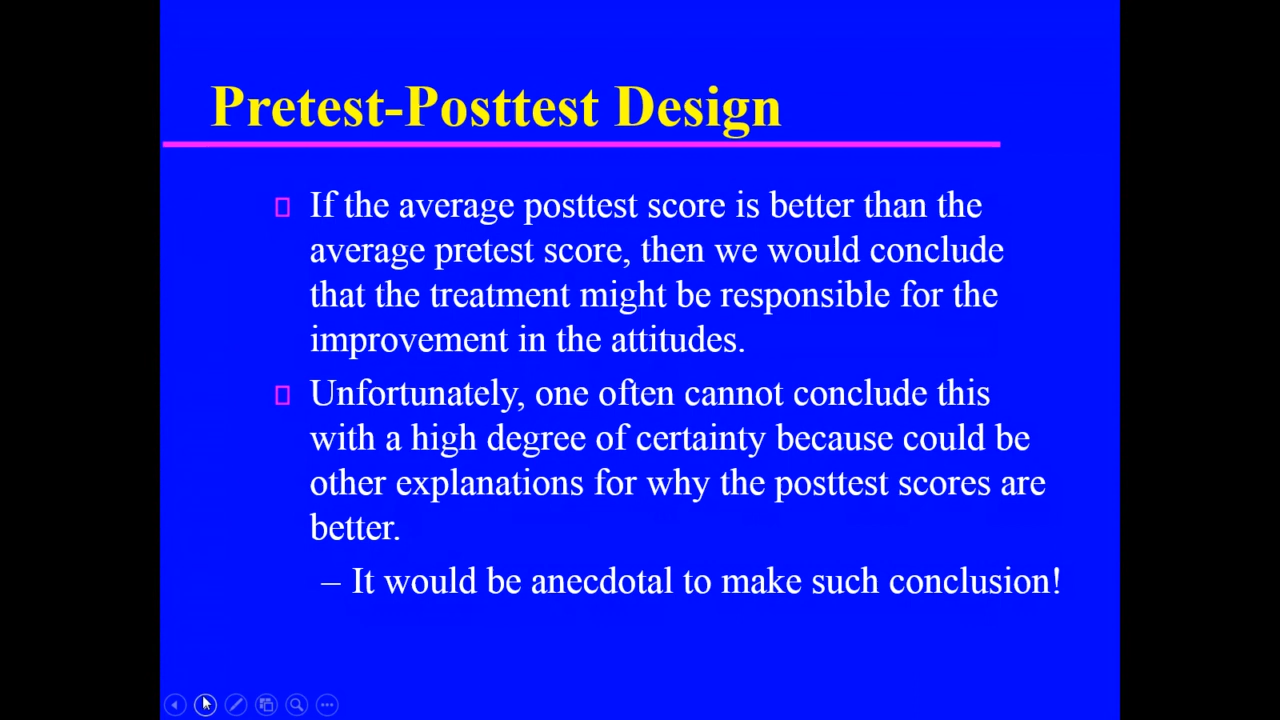 Pretest-Posttest Design
If the average posttest score is better than the
average pretest score, then we would conclude
that the treatment might be responsible for the
improvement in the attitudes.
Unfortunately, one often cannot conclude this
with a high degree of certainty because could be
other explanations for why the posttest scores are
better.
– It would be anecdotal to make such conclusion!